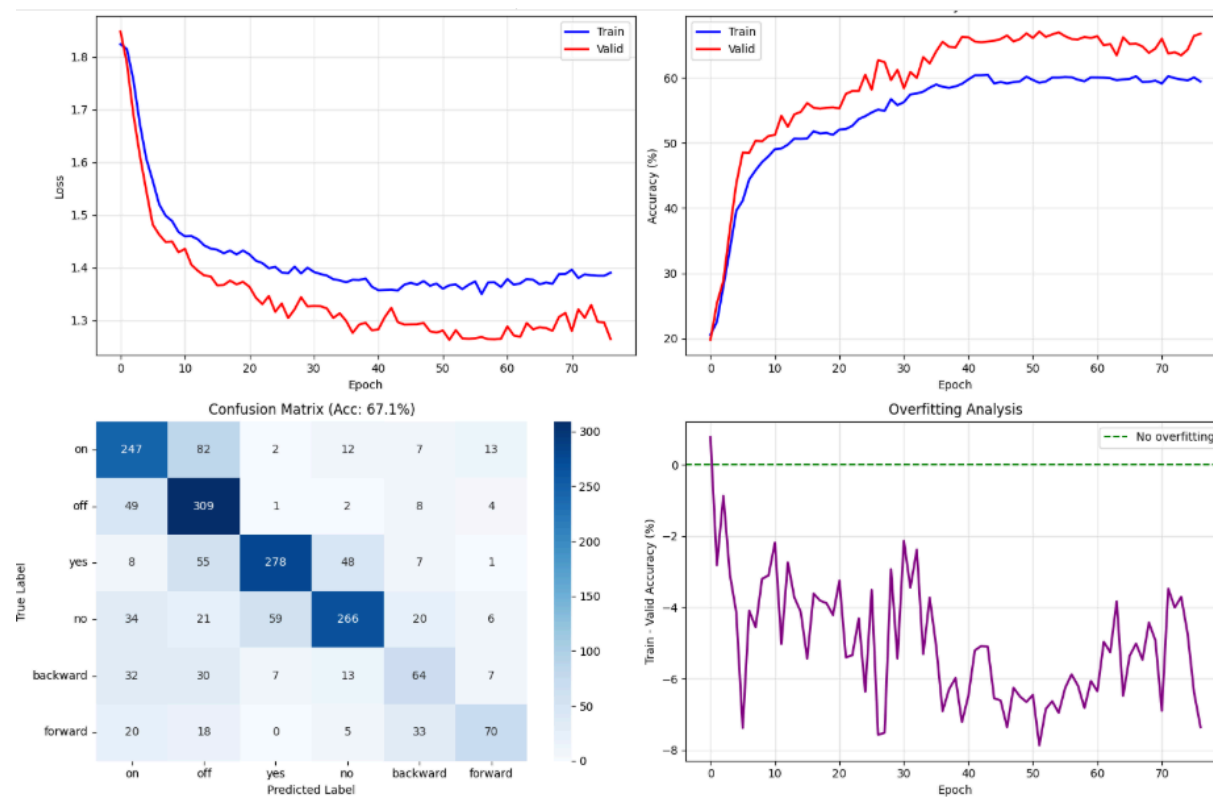 Train
Valid
1.8
1.7
1.6
1.5
1.4
1.3
Loss
0 10 20 30 40 50 60 70
Epoch
Train
Valid
60
50
40
30
20
Accuracy (%)
0 10 20 30 40 50 60 70
Epoch
Confusion Matrix (Acc: 67.1%)
True Label
on 247 82 2 12 7 13
off 49 309 1 2 8 4
yes 8 55 278 48 7 1
no 34 21 59 266 20 6
backward 32 30 7 13 64 7
forward 20 18 0 5 33 70
on off yes no backward forward
Predicted Label
300
250
200
150
100
50
0
Overfitting Analysis
No overfitting
0
−2
−4
−6
−8
Train - Valid Accuracy (%)
0 10 20 30 40 50 60 70
Epoch